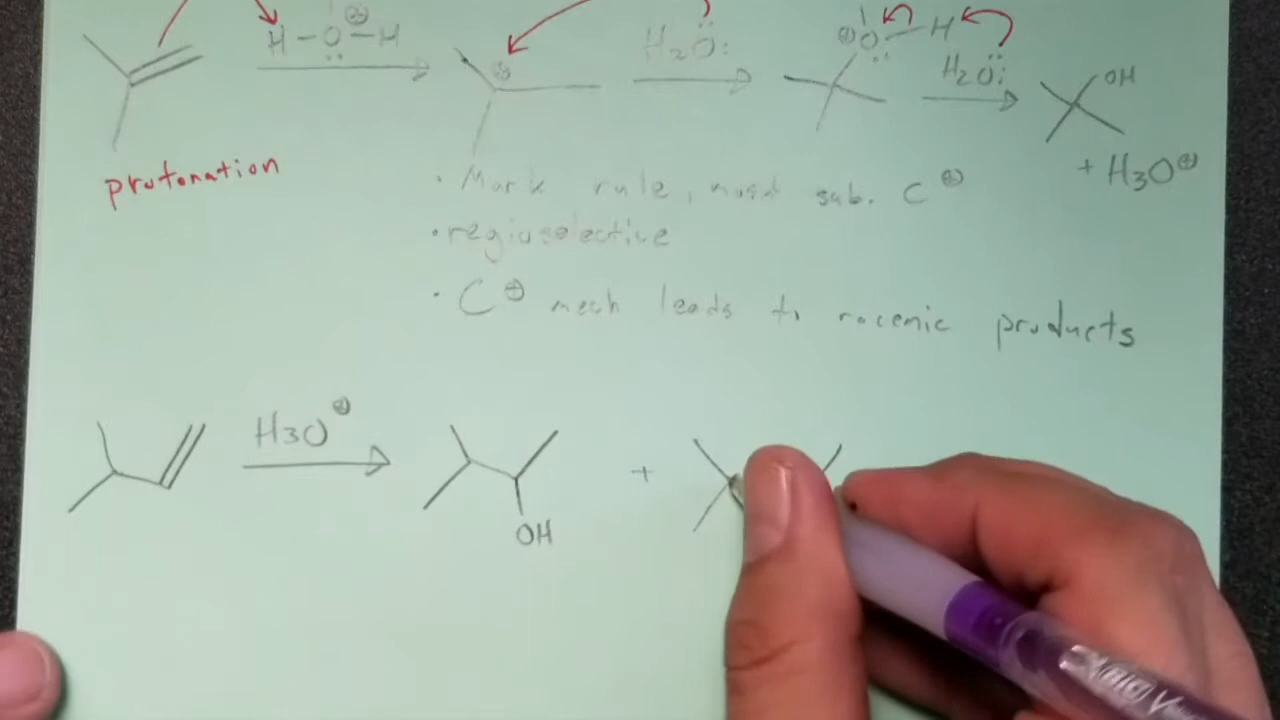 H-O⊕-H H2O: ⊕O-H H2O: OH
protonation + H3O⊕
• Mark rule, most sub. C⊕
• regioselective
• C⊕ mech leads to racemic products
H3O⊕
+
OH